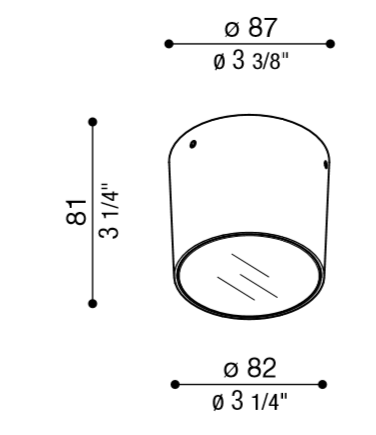 ø 87
ø 3 3/8"
81
3 1/4"
ø 82
ø 3 1/4"